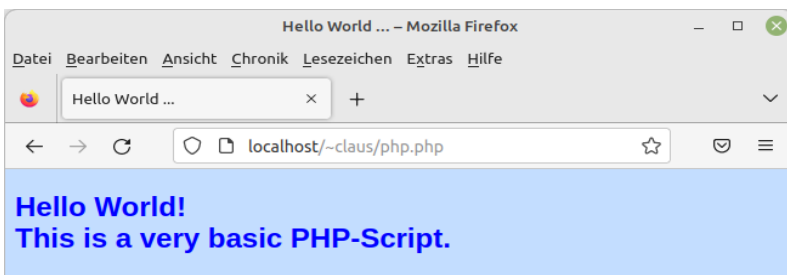 Hello World ... – Mozilla Firefox
Datei Bearbeiten Ansicht Chronik Lesezeichen Extras Hilfe
Hello World ...
localhost/~claus/php.php
Hello World!
This is a very basic PHP-Script.